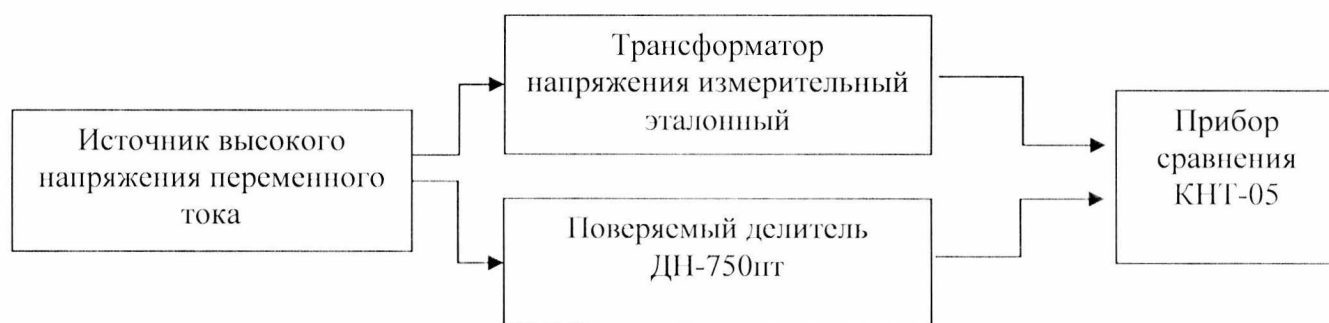 Трансформатор
напряжения измерительный
эталонный
Источник высокого
напряжения переменного
тока
Поверяемый делитель
ДН-750пт
Прибор
сравнения
КНТ-05